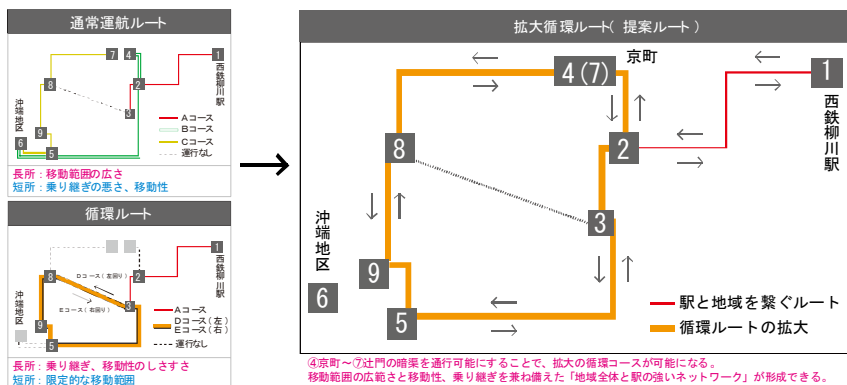 通常運航ルート
7
4
1
8
2
西鉄柳川駅
3
沖端地区
9
6
5
Aコース
Bコース
Cコース
運行なし
長所：移動範囲の広さ
短所：乗り継ぎの悪さ、移動性
循環ルート
1
8
2
西鉄柳川駅
Dコース（左回り）
3
Eコース（右回り）
沖端地区
9
5
Aコース
Dコース（左）
Eコース（右）
運行なし
長所：乗り継ぎ、移動性のしさすさ
短所：限定的な移動範囲
拡大循環ルート（提案ルート）
京町
4(7)
1
西鉄柳川駅
8
2
3
沖端地区
9
6
5
駅と地域を繋ぐルート
循環ルートの拡大
④京町～⑦辻門の暗渠を通行可能にすることで、拡大の循環コースが可能になる。
移動範囲の広範さと移動性、乗り継ぎを兼ね備えた「地域全体と駅の強いネットワーク」が形成できる。